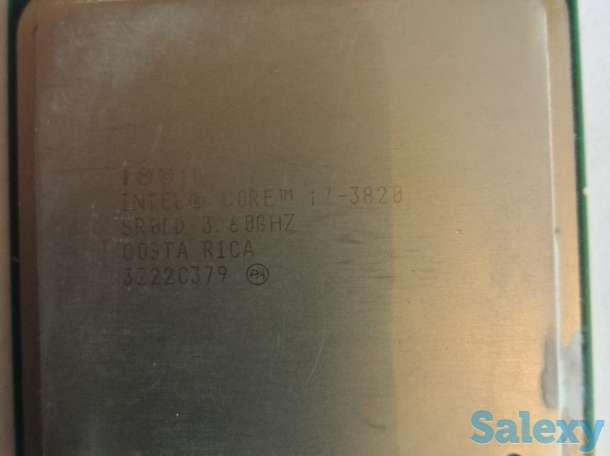 INTEL® CORE™ i7-3820
SR0LD 3.60GHZ
COSTA RICA
3222C379
Salexy